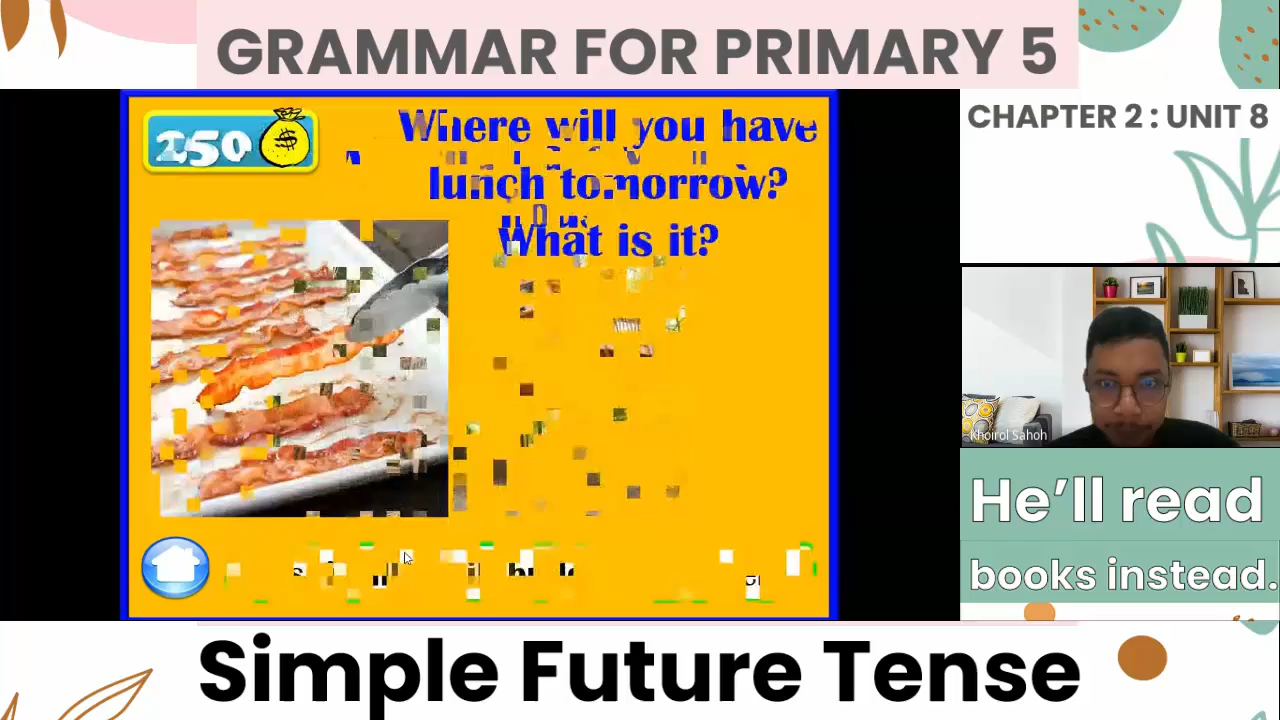 GRAMMAR FOR PRIMARY 5
CHAPTER 2 : UNIT 8
250
Where will you have
lunch tomorrow?
What is it?
Khoirol Sahoh
He'll read
books instead.
Simple Future Tense